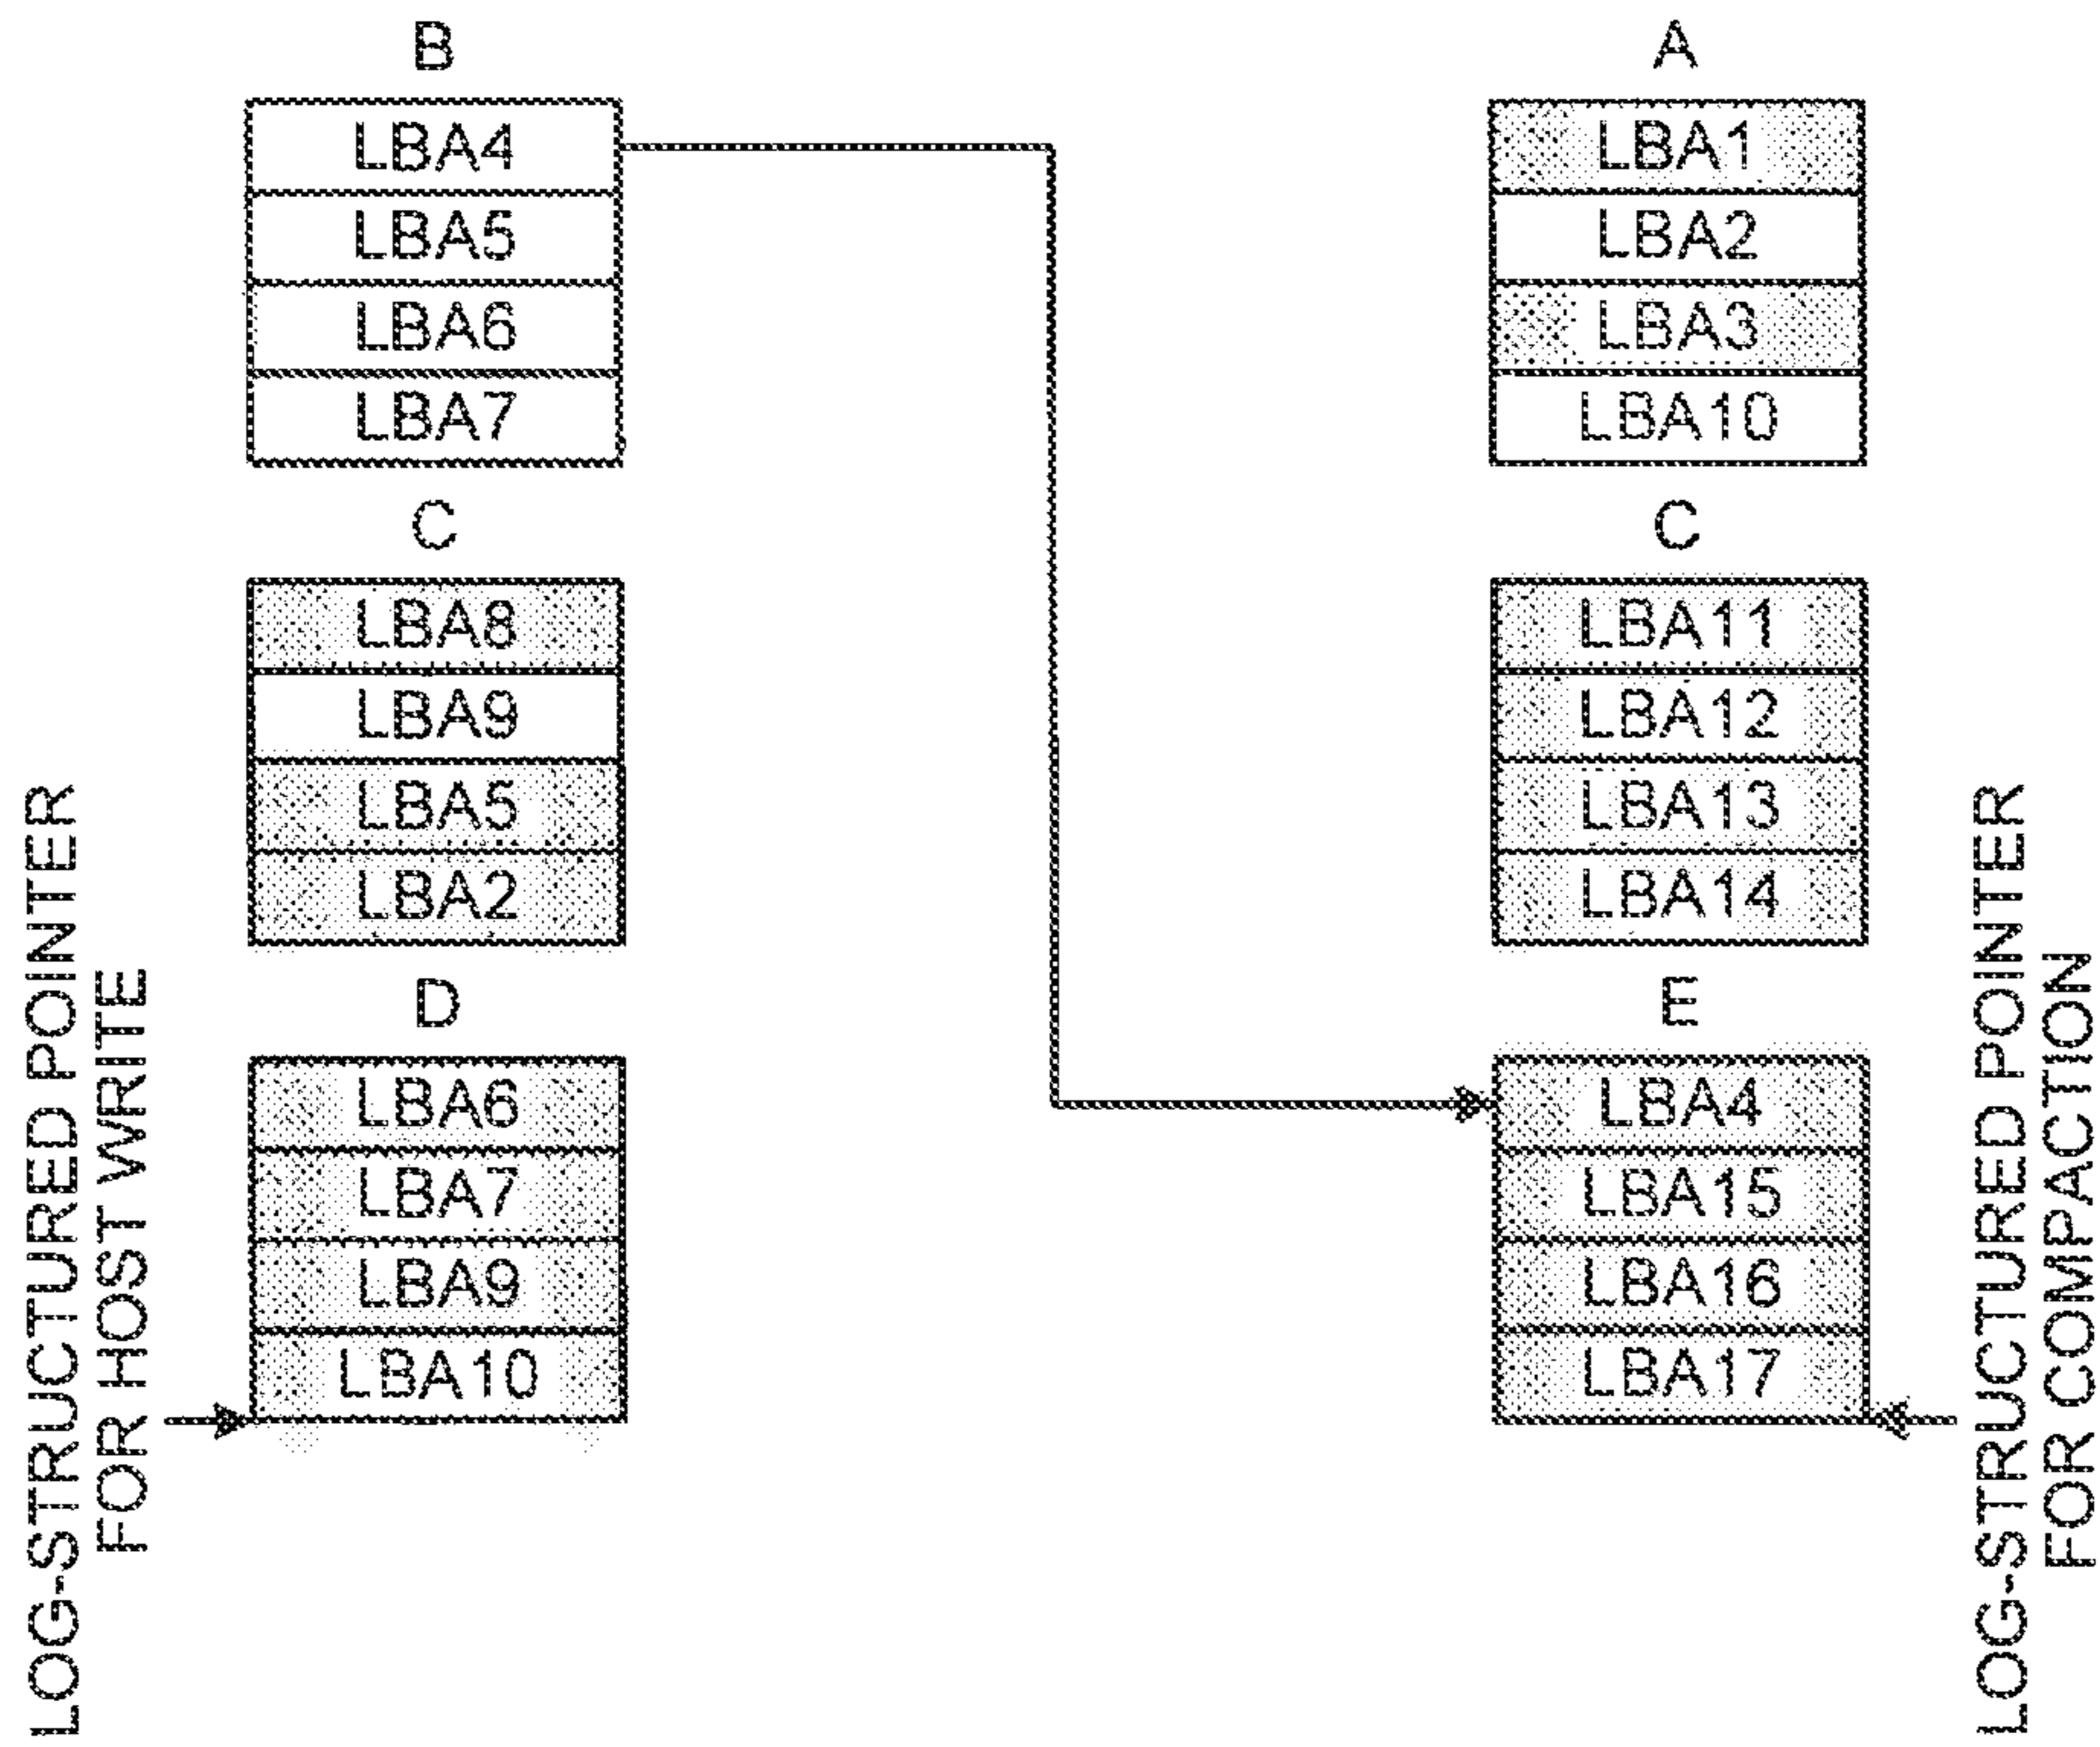 B
LBA4
LBA5
LBA6
LBA7
C
LBA8
LBA9
LBA5
LBA2
D
LBA6
LBA7
LBA9
LBA10
LOG-STRUCTURED POINTER
FOR HOST WRITE
A
LBA1
LBA2
LBA3
LBA10
C
LBA11
LBA12
LBA13
LBA14
E
LBA4
LBA15
LBA16
LBA17
LOG-STRUCTURED POINTER
FOR COMPACTION